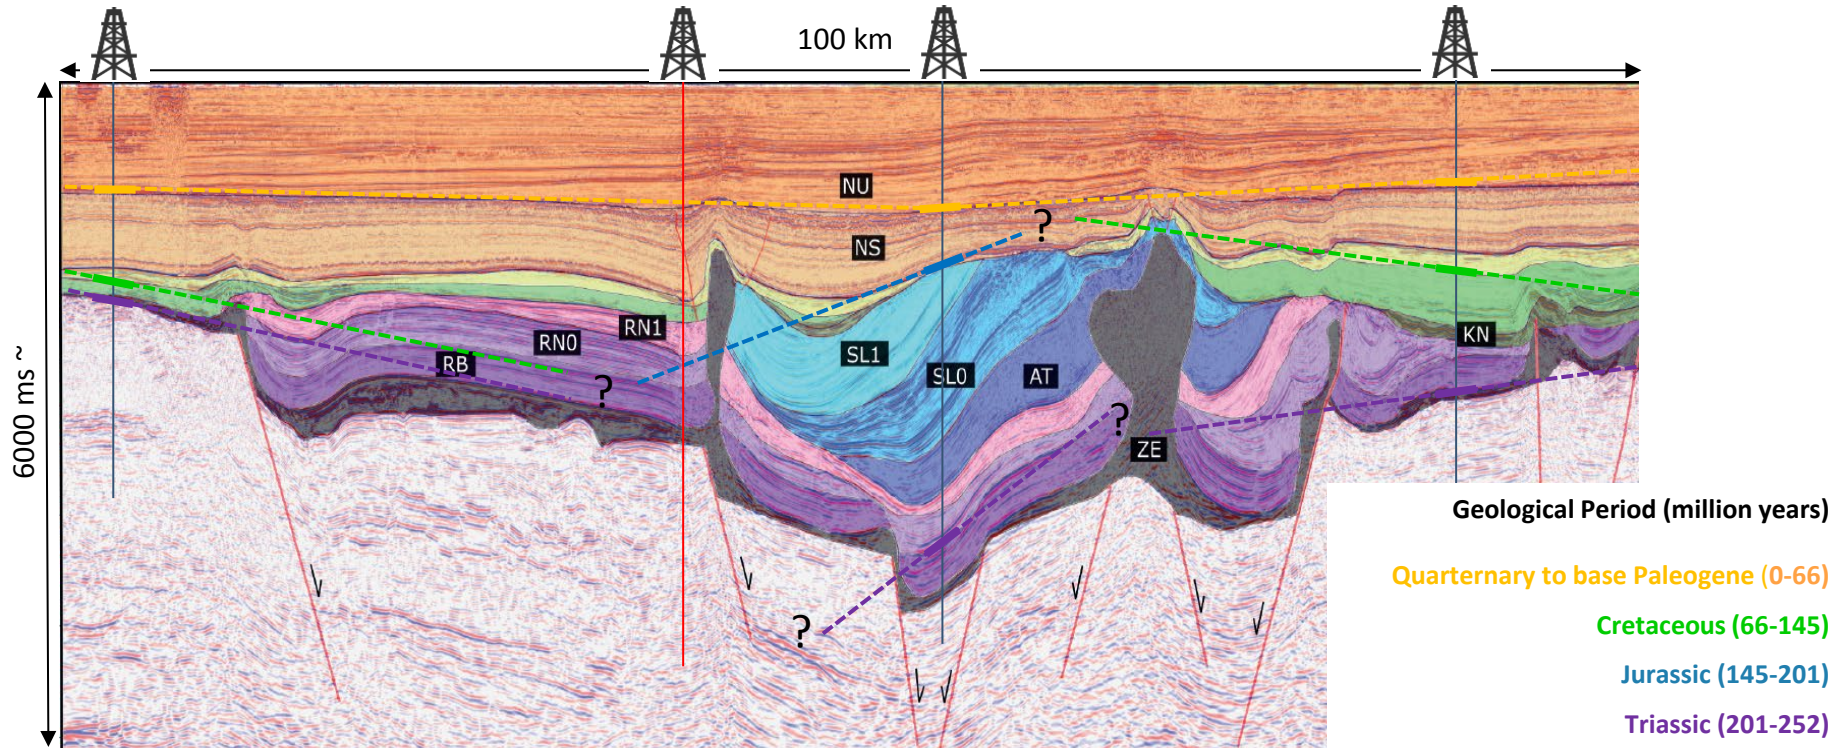 100 km
6000 ms ~
NU
?
NS
RN1
RN0
KN
SL1
RB
SL0
AT
?
?
ZE
?
Geological Period (million years)
Quarternary to base Paleogene (0-66)
Cretaceous (66-145)
Jurassic (145-201)
Triassic (201-252)